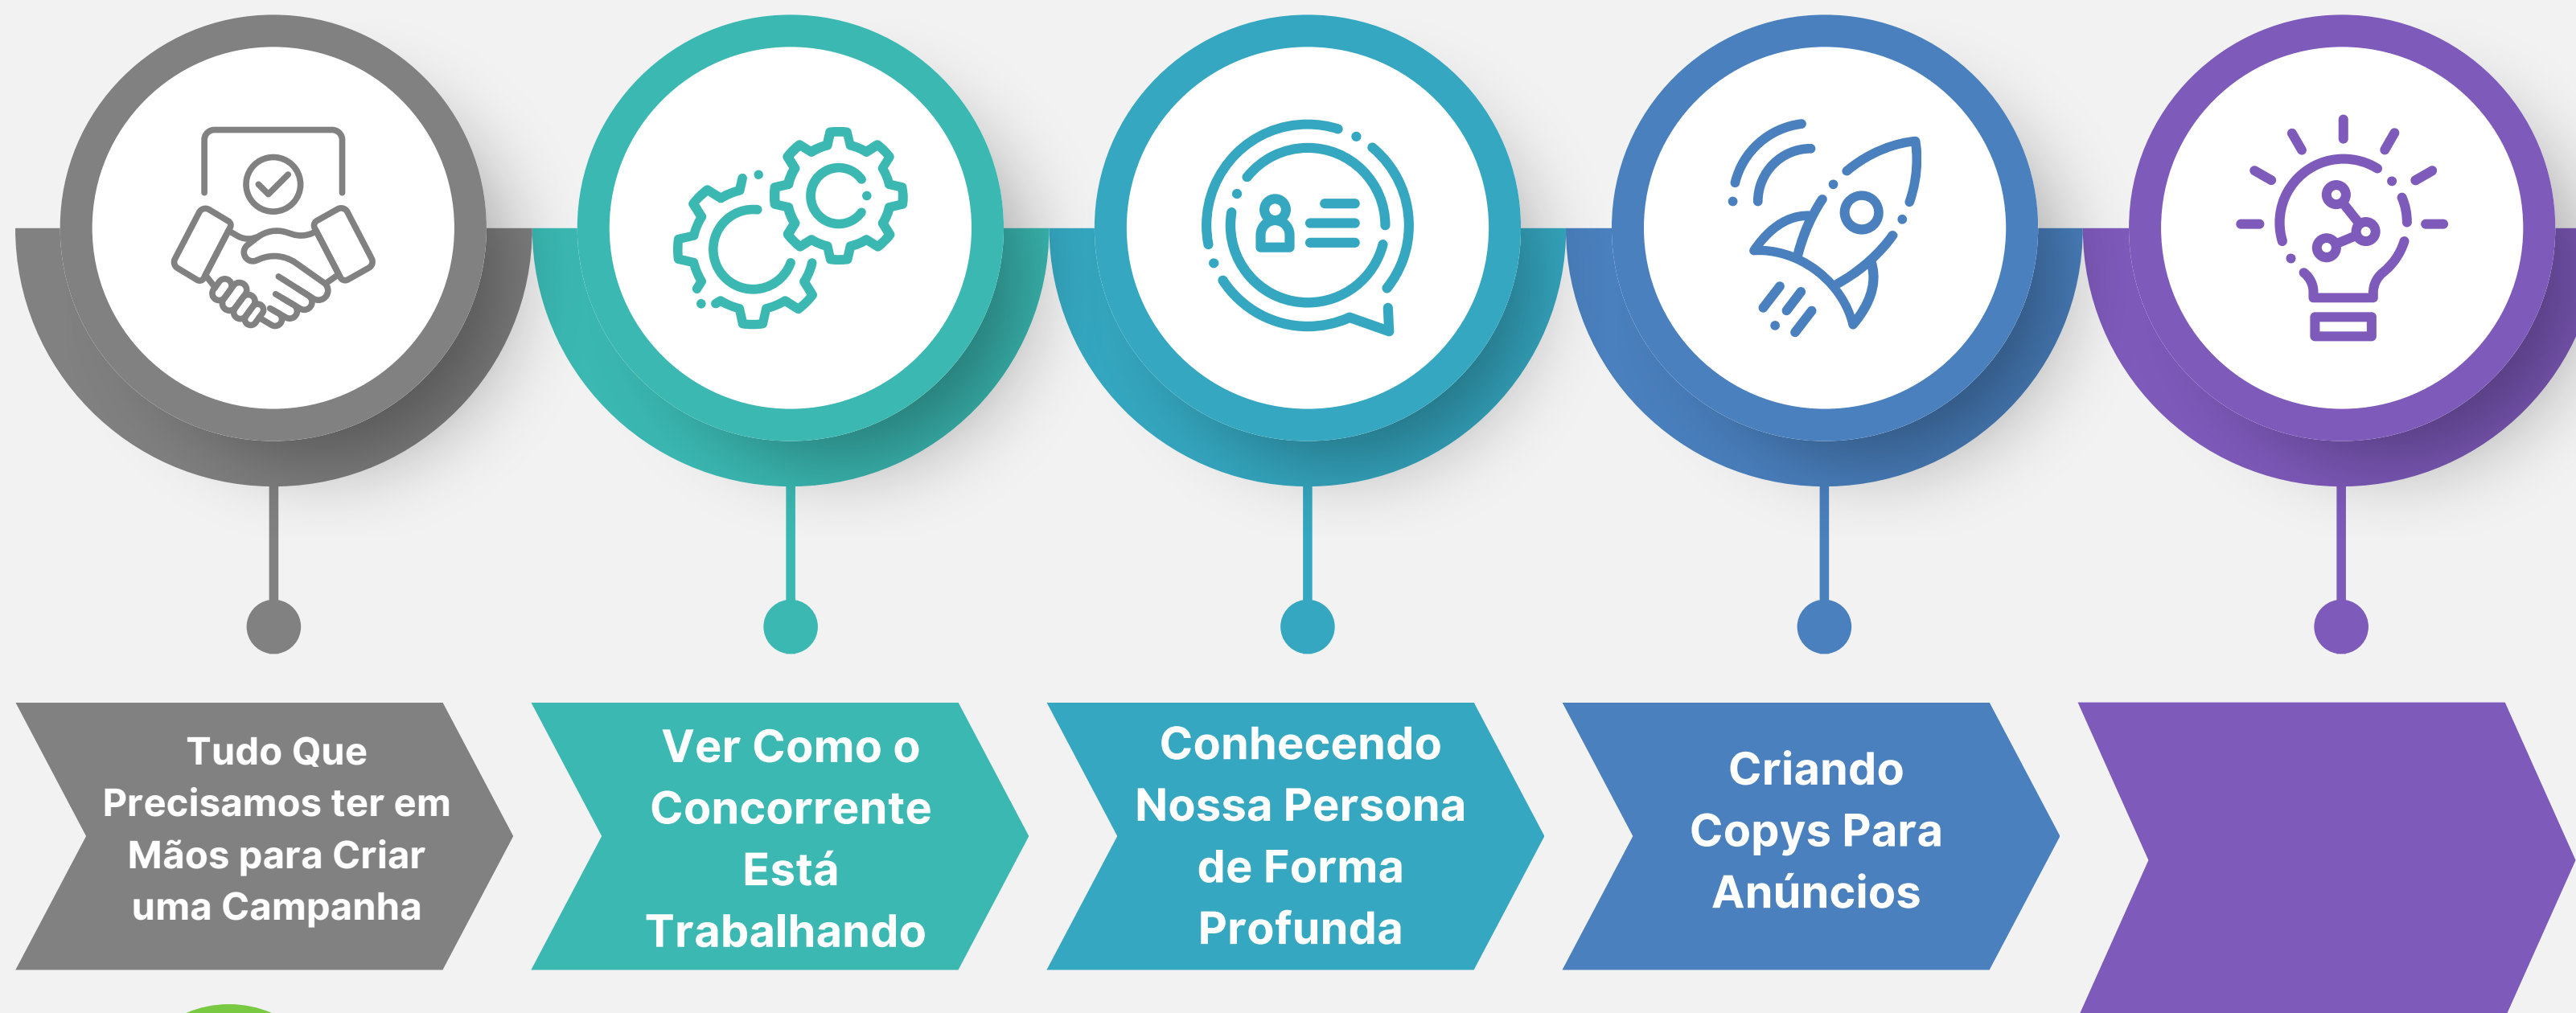 Tudo Que
Precisamos ter em
Mãos para Criar
uma Campanha
Ver Como o
Concorrente
Está
Trabalhando
Conhecendo
Nossa Persona
de Forma
Profunda
Criando
Copys Para
Anúncios